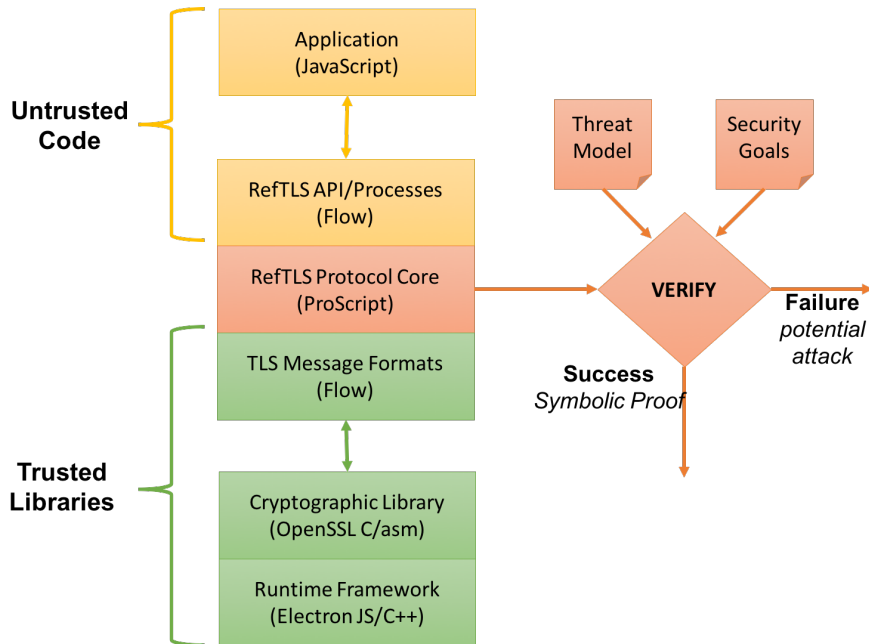 Untrusted
Code
Application
(JavaScript)
RefTLS API/Processes
(Flow)
RefTLS Protocol Core
(ProScript)
TLS Message Formats
(Flow)
Trusted
Libraries
Cryptographic Library
(OpenSSL C/asm)
Runtime Framework
(Electron JS/C++)
Threat
Model
Security
Goals
VERIFY
Failure
potential
attack
Success
Symbolic Proof